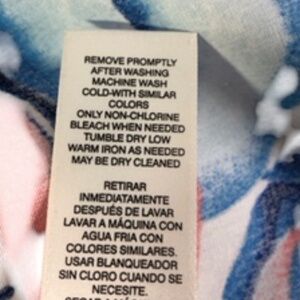 REMOVE PROMPTLY
AFTER WASHING
MACHINE WASH
COLD-WITH SIMILAR
COLORS
ONLY NON-CHLORINE
BLEACH WHEN NEEDED
TUMBLE DRY LOW
WARM IRON AS NEEDED
MAY BE DRY CLEANED
RETIRAR
INMEDIATAMENTE
DESPUÉS DE LAVAR
LAVAR A MÁQUINA CON
AGUA FRIA CON
COLORES SIMILARES.
USAR BLANQUEADOR
SIN CLORO CUANDO SE
NECESITE.